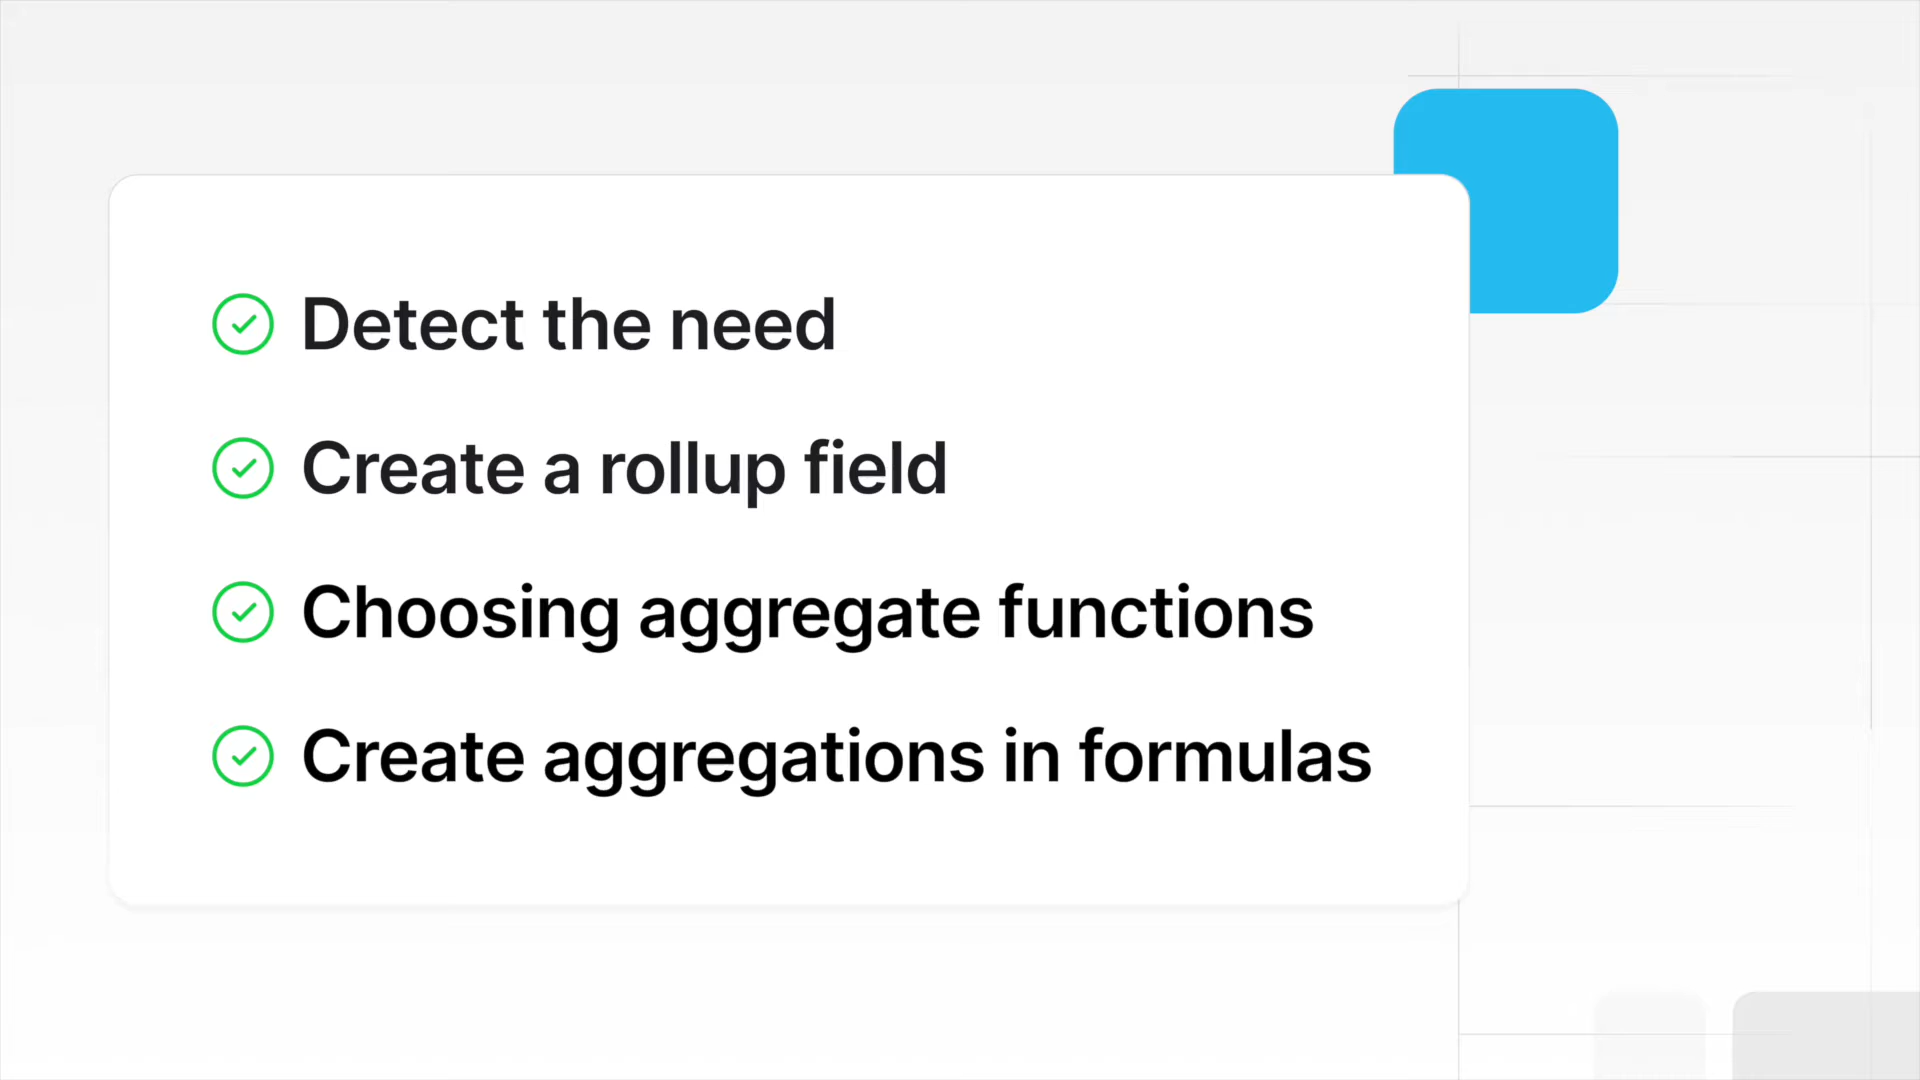 Detect the need
Create a rollup field
Choosing aggregate functions
Create aggregations in formulas